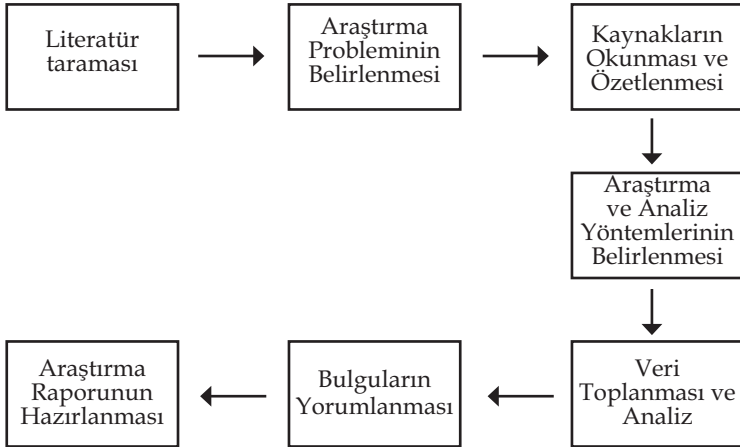 Literatür
taraması
Araştırma
Probleminin
Belirlenmesi
Kaynakların
Okunması ve
Özetlenmesi
Araştırma
ve Analiz
Yöntemlerinin
Belirlenmesi
Veri
Toplanması ve
Analiz
Bulguların
Yorumlanması
Araştırma
Raporunun
Hazırlanması